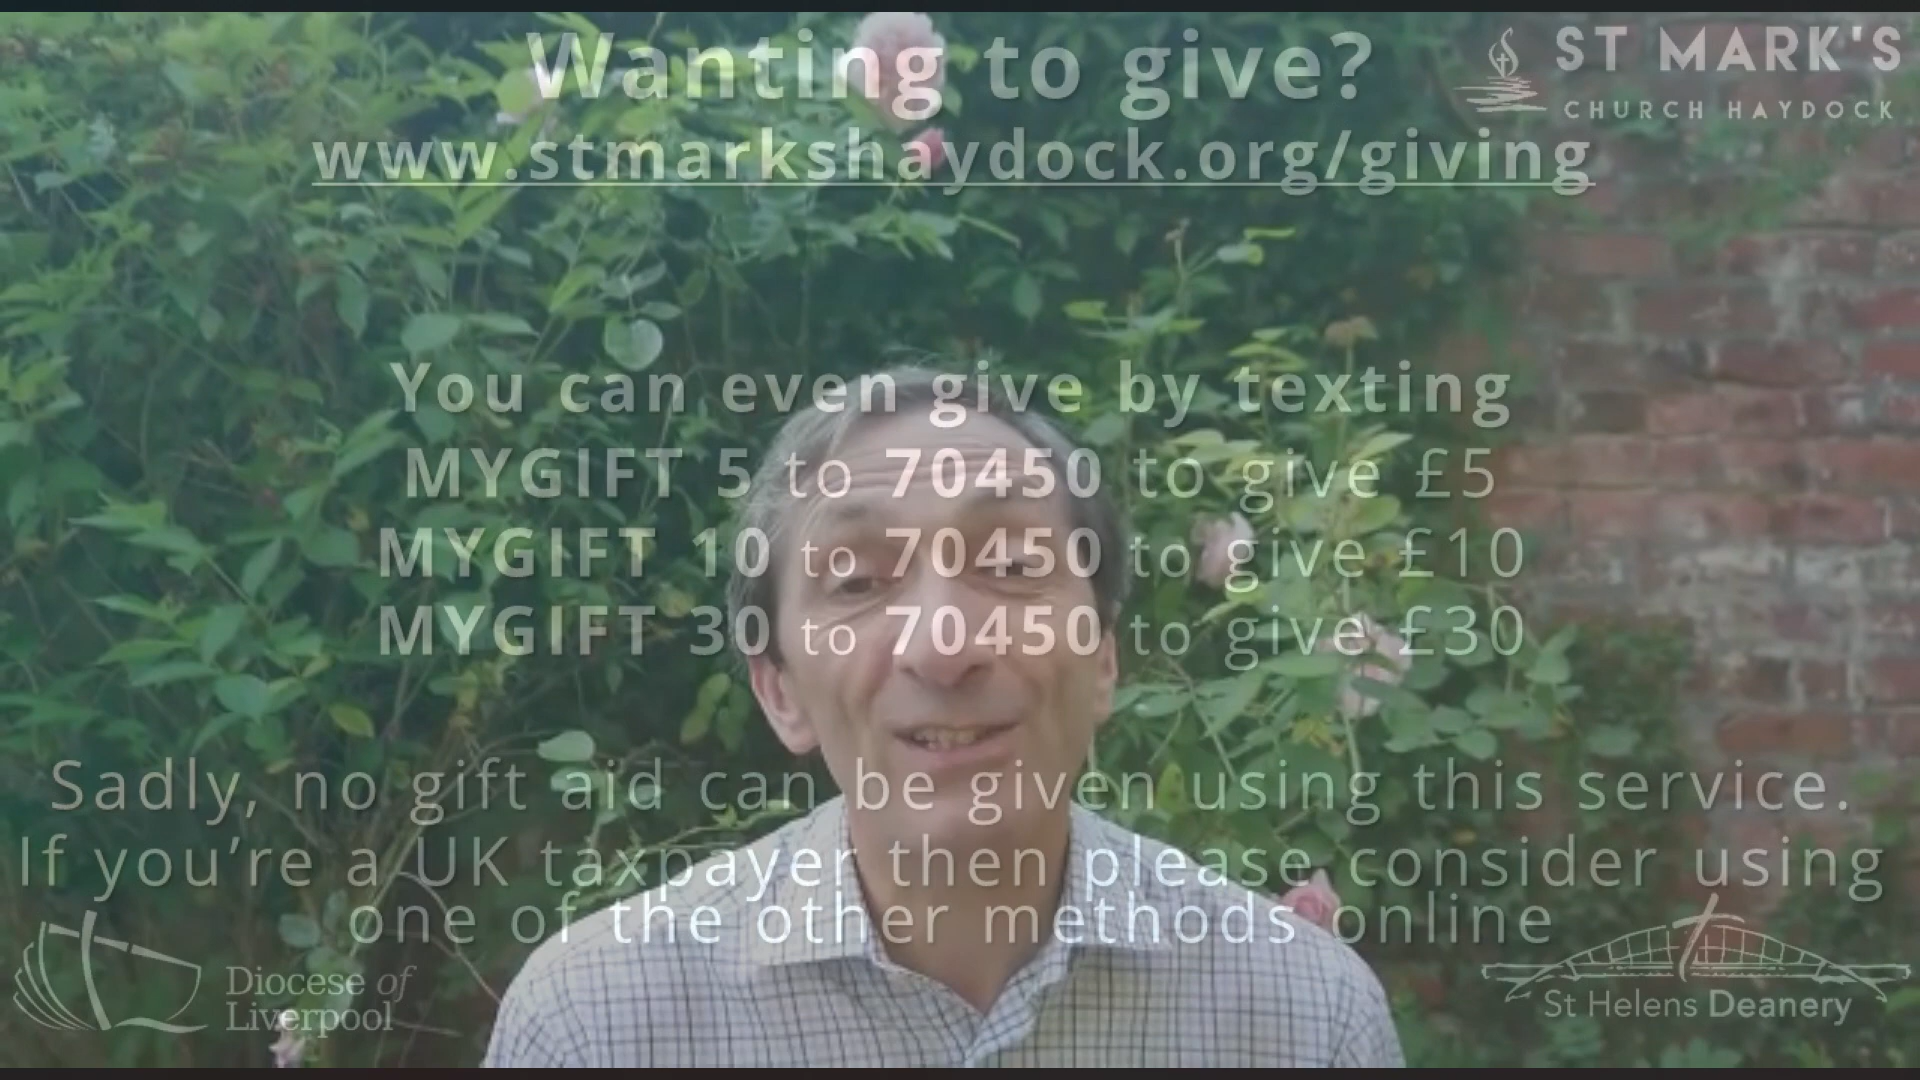 Wanting to give?
ST MARK'S
CHURCH HAYDOCK
www.stmarkshaydock.org/giving
You can even give by texting
MYGIFT 5 to 70450 to give £5
MYGIFT 10 to 70450 to give £10
MYGIFT 30 to 70450 to give £30
Sadly, no gift aid can be given using this service.
If you’re a UK taxpayer then please consider using
one of the other methods online
Diocese of
Liverpool
St Helens Deanery